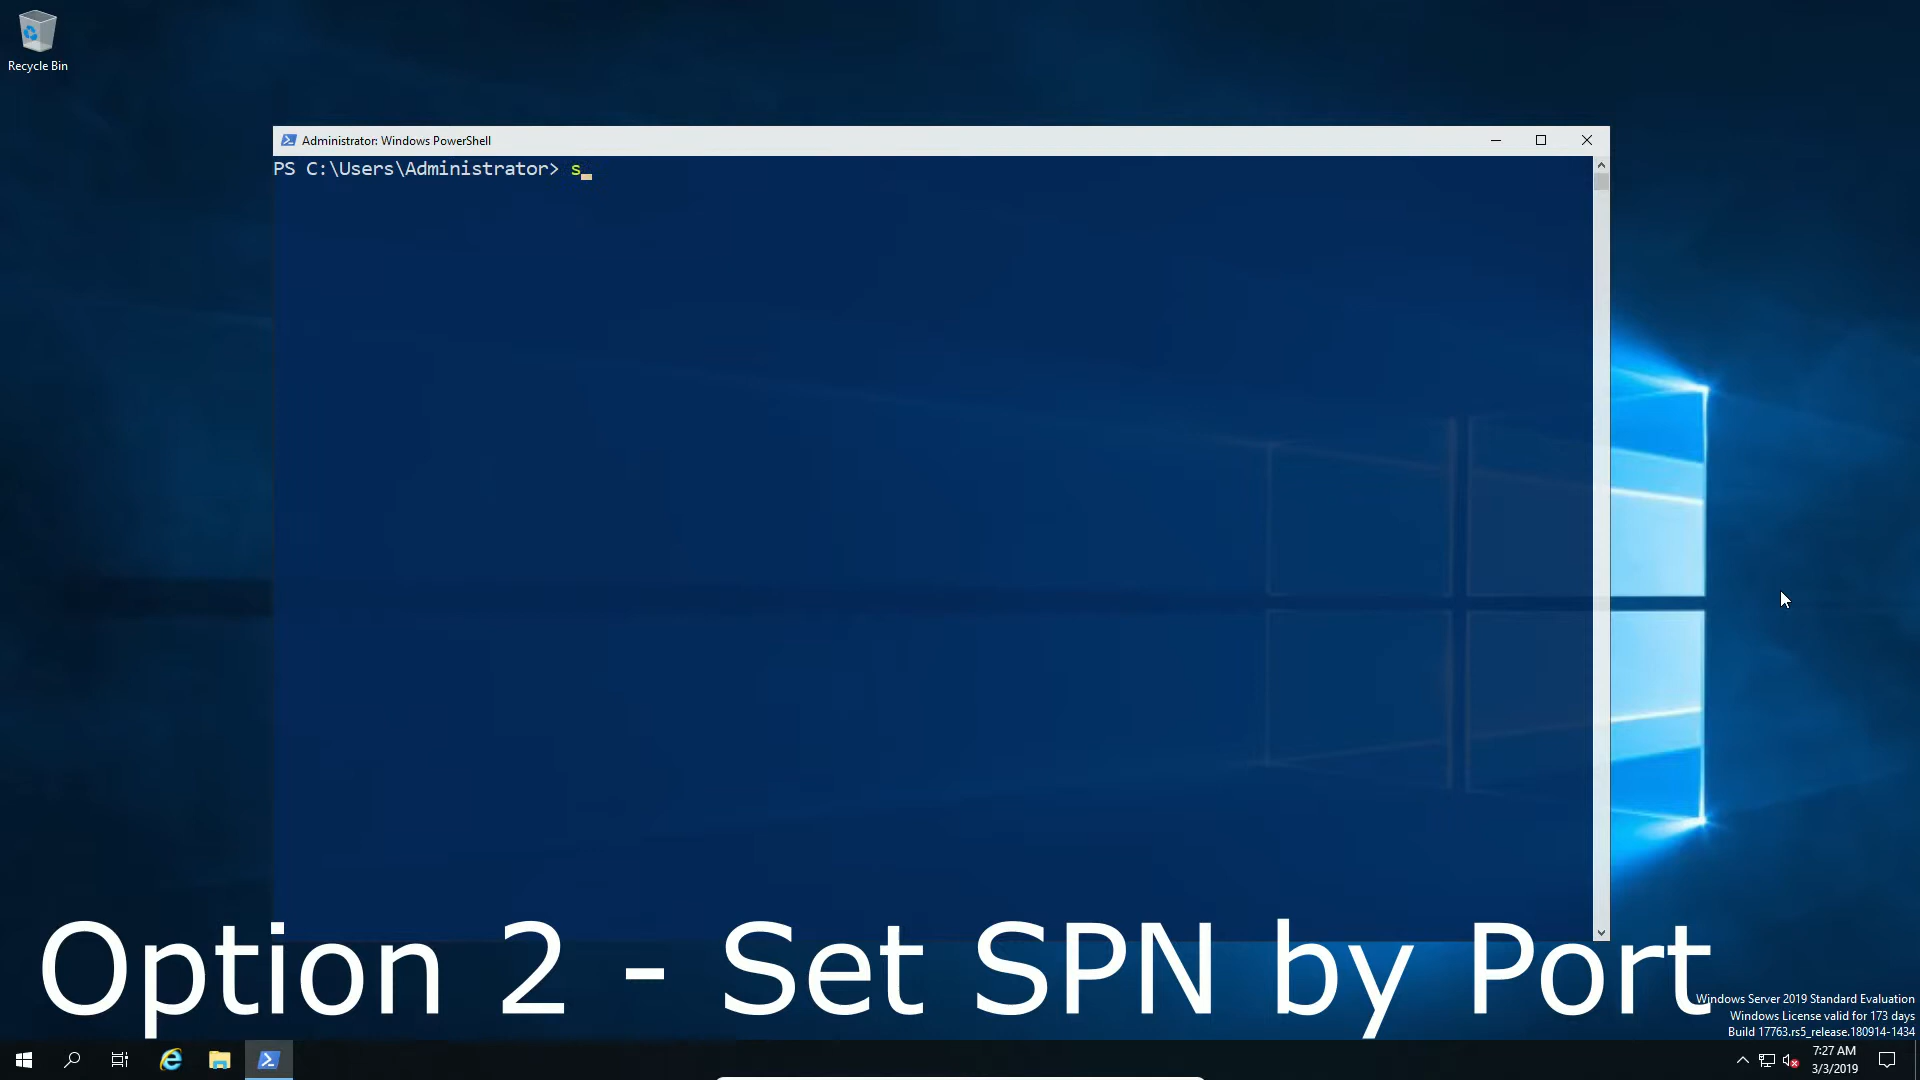 Recycle Bin
Administrator: Windows PowerShell
PS C:\Users\Administrator> s
Option 2 - Set SPN by Port
Windows Server 2019 Standard Evaluation
Windows License valid for 173 days
Build 17763.rs5_release.180914-1434
7:27 AM
3/3/2019